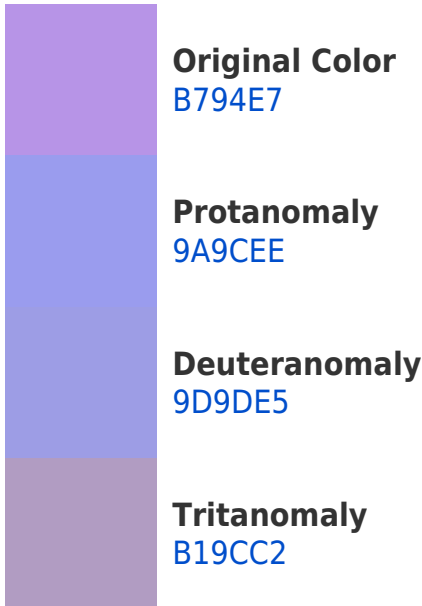 Original Color
B794E7
Protanomaly
9A9CEE
Deuteranomaly
9D9DE5
Tritanomaly
B19CC2